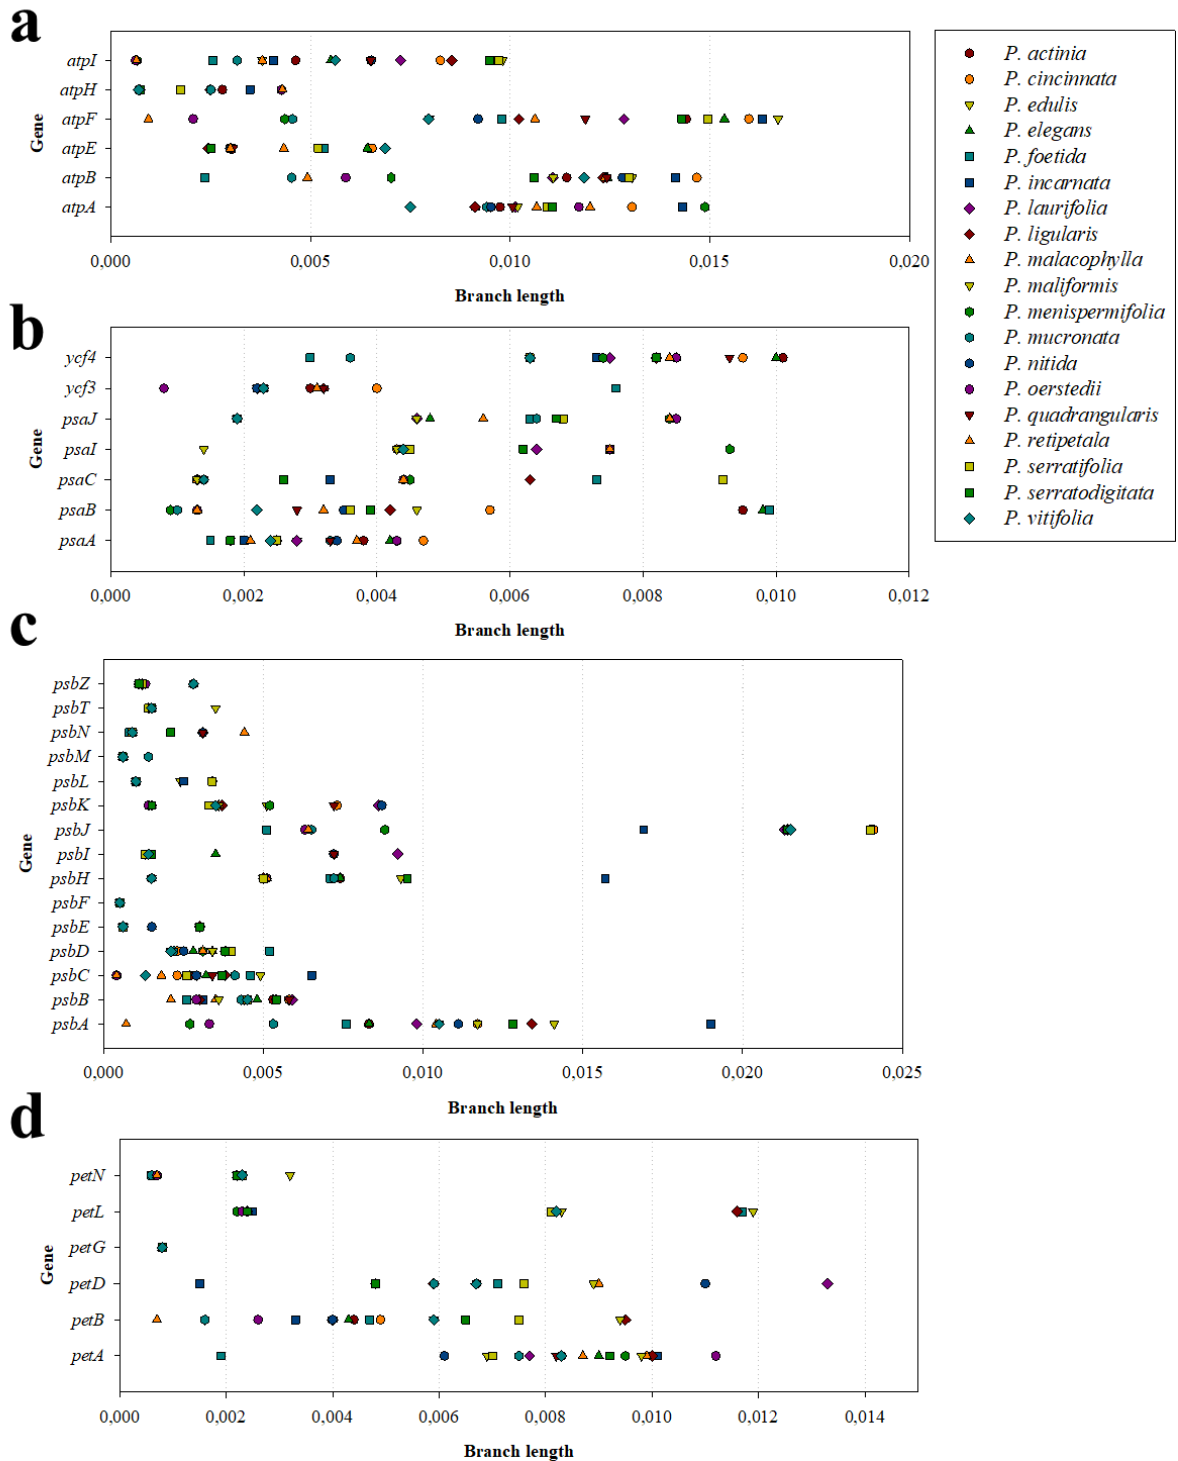 a
atpI
atpH
atpF
atpE
atpB
atpA
Gene
0,000 0,005 0,010 0,015 0,020
Branch length
P. actinia
P. cincinnata
P. edulis
P. elegans
P. foetida
P. incarnata
P. laurifolia
P. ligularis
P. malacophylla
P. maliformis
P. menispermifolia
P. mucronata
P. nitida
P. oerstedii
P. quadrangularis
P. retipetala
P. serratifolia
P. serratodigitata
P. vitifolia
b
ycf4
ycf3
psaJ
psaI
psaC
psaB
psaA
Gene
0,000 0,002 0,004 0,006 0,008 0,010 0,012
Branch length
c
psbZ
psbT
psbN
psbM
psbL
psbK
psbJ
psbI
psbH
psbF
psbE
psbD
psbC
psbB
psbA
Gene
0,000 0,005 0,010 0,015 0,020 0,025
Branch length
d
petN
petL
petG
petD
petB
petA
Gene
0,000 0,002 0,004 0,006 0,008 0,010 0,012 0,014
Branch length